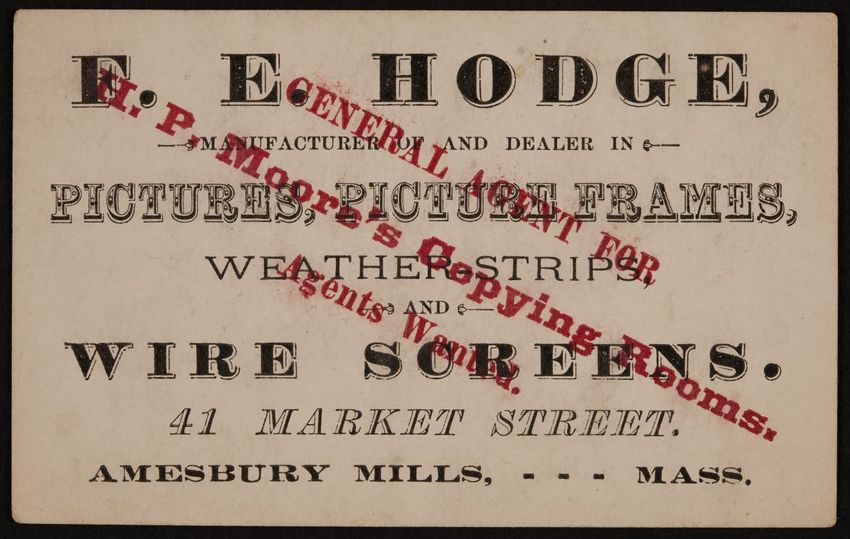 F. E. HODGE,
MANUFACTURER OF AND DEALER IN
PICTURES, PICTURE FRAMES,
WEATHER-STRIPS,
AND
WIRE SCREENS.
41 MARKET STREET.
AMESBURY MILLS, - - - MASS.
GENERAL AGENT FOR
H. P. Moore's Copying Rooms.
Agents Wanted.